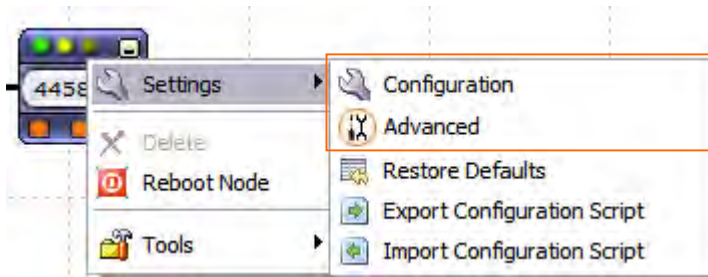 4458
Settings
Delete
Reboot Node
Tools
Configuration
Advanced
Restore Defaults
Export Configuration Script
Import Configuration Script